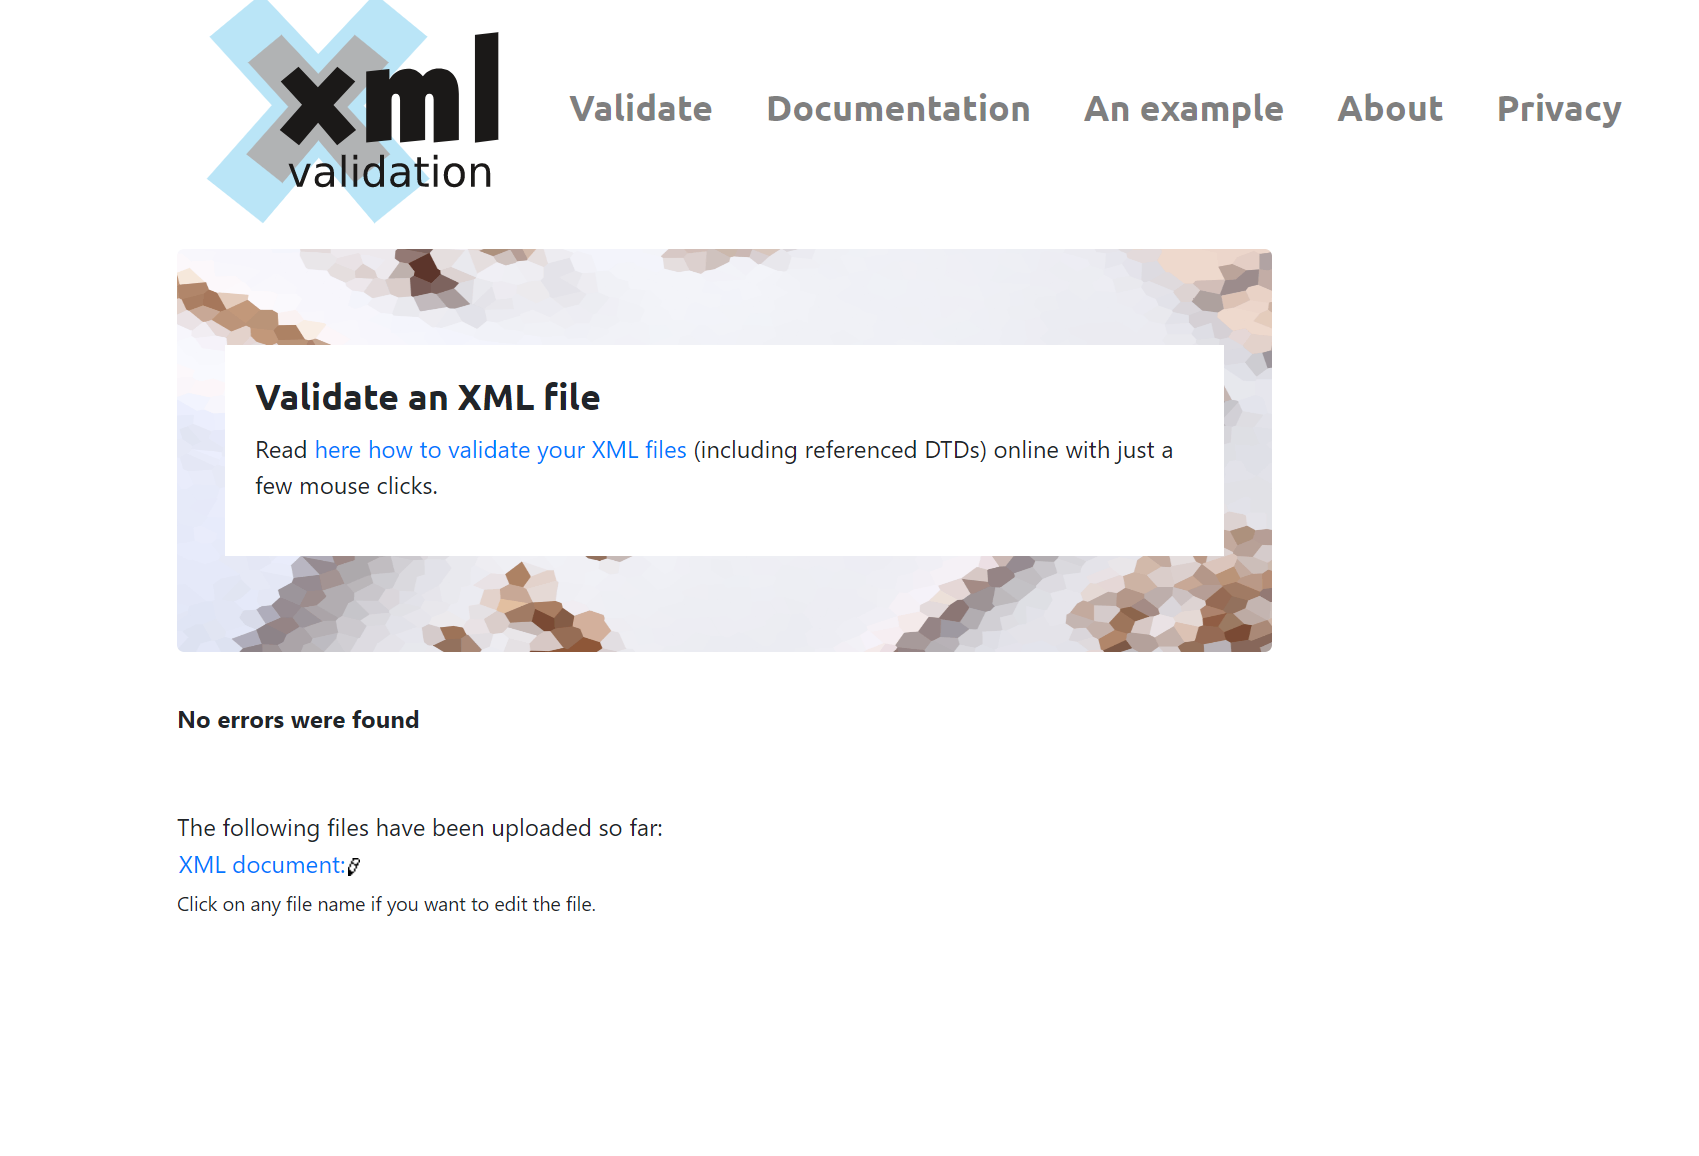 xml
validation
Validate Documentation An example About Privacy
Validate an XML file
Read here how to validate your XML files (including referenced DTDs) online with just a
few mouse clicks.
No errors were found
The following files have been uploaded so far:
XML document:
Click on any file name if you want to edit the file.